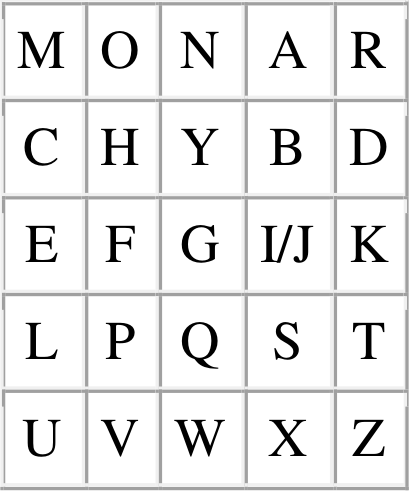 M O N A R
C H Y B D
E F G I/J K
L P Q S T
U V W X Z